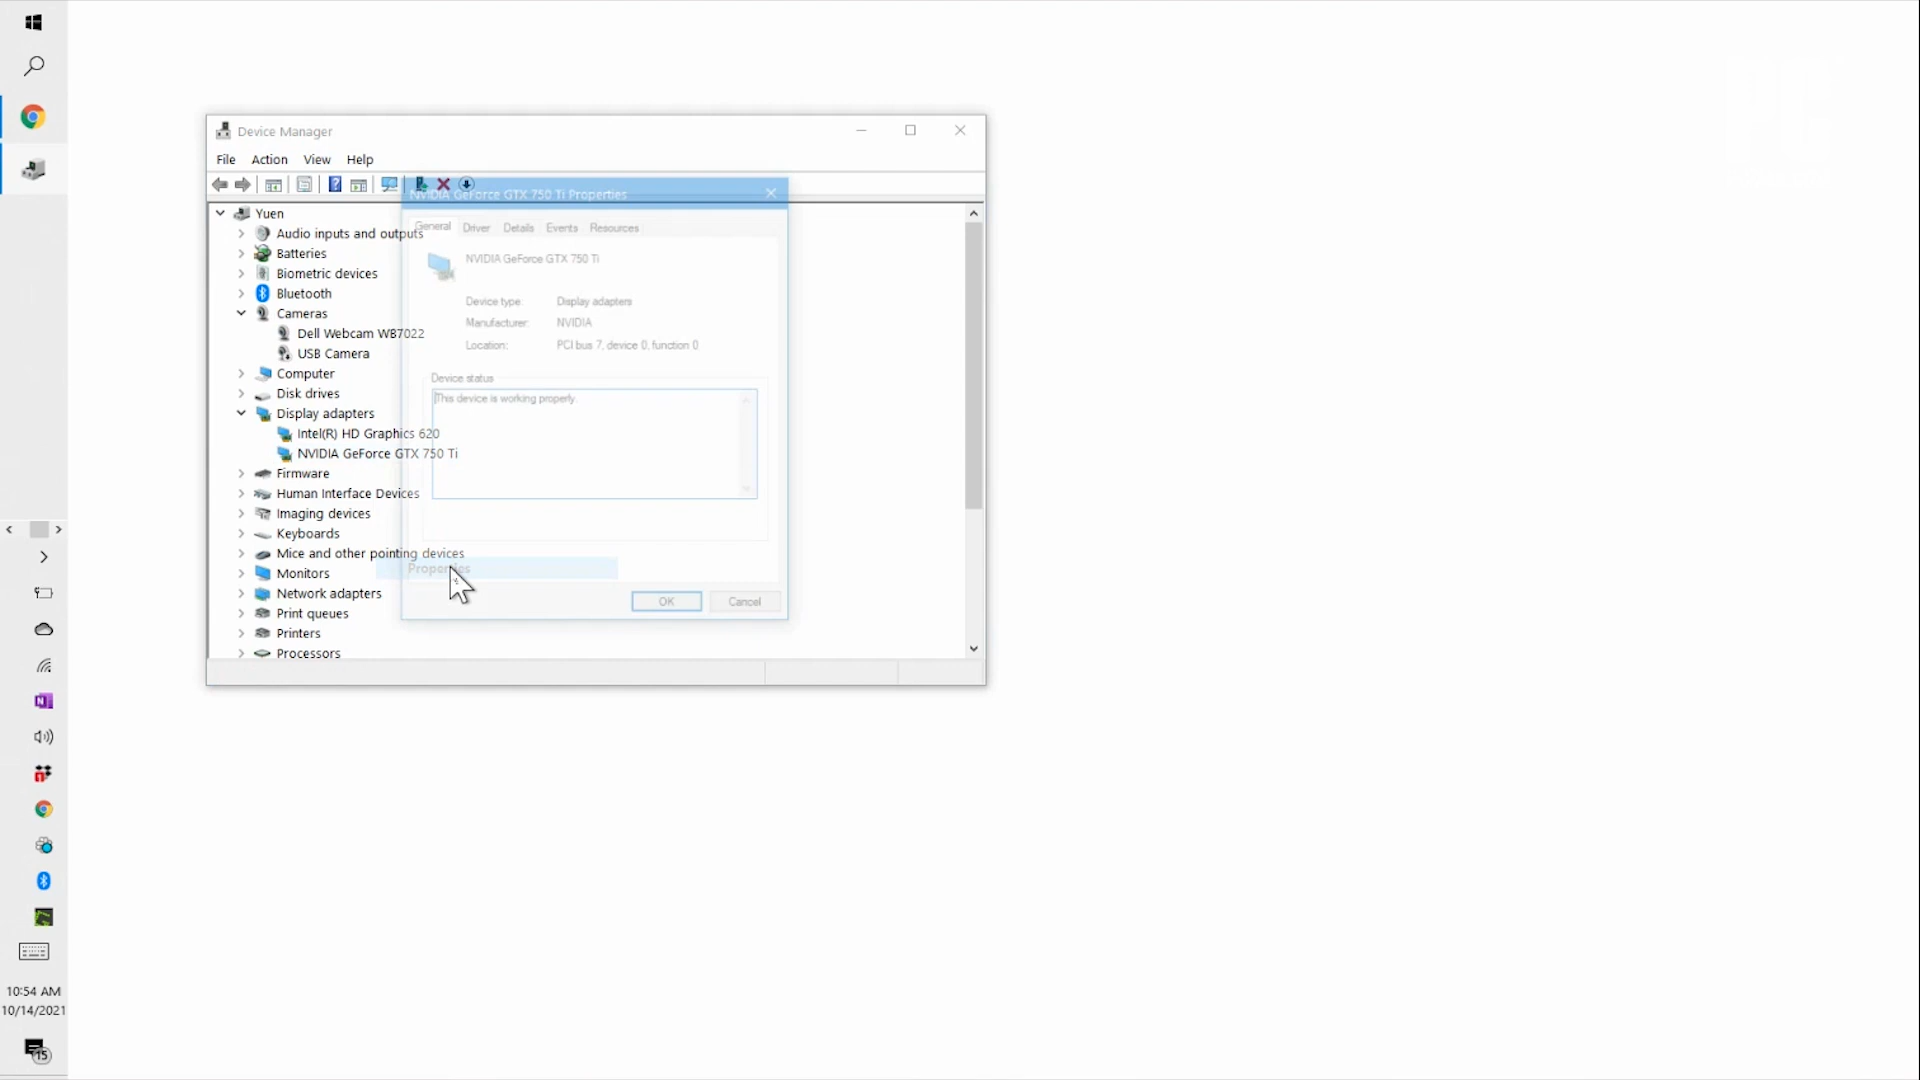 Device Manager
File Action View Help
NVIDIA GeForce GTX 750 Ti Properties
Yuen
Audio inputs and outputs
Batteries
Biometric devices
Bluetooth
Cameras
Dell Webcam WB7022
USB Camera
Computer
Disk drives
Display adapters
Intel(R) HD Graphics 620
NVIDIA GeForce GTX 750 Ti
Firmware
Human Interface Devices
Imaging devices
Keyboards
Mice and other pointing devices
Monitors
Network adapters
Print queues
Printers
Processors
General Driver Details Events Resources
NVIDIA GeForce GTX 750 Ti
Device type: Display adapters
Manufacturer: NVIDIA
Location: PCI bus 7, device 0, function 0
Device status
This device is working properly.
Properties
OK Cancel
10:54 AM
10/14/2021
15